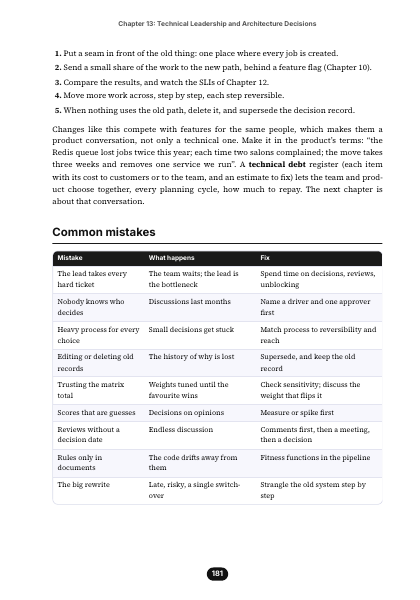 Chapter 13: Technical Leadership and Architecture Decisions
1. Put a seam in front of the old thing: one place where every job is created.
2. Send a small share of the work to the new path, behind a feature flag (Chapter 10).
3. Compare the results, and watch the SLIs of Chapter 12.
4. Move more work across, step by step, each step reversible.
5. When nothing uses the old path, delete it, and supersede the decision record.
Changes like this compete with features for the same people, which makes them a
product conversation, not only a technical one. Make it in the product's terms: “the
Redis queue lost jobs twice this year; each time two salons complained; the move takes
three weeks and removes one service we run”. A technical debt register (each item
with its cost to customers or to the team, and an estimate to fix) lets the team and prod-
uct choose together, every planning cycle, how much to repay. The next chapter is
about that conversation.
Common mistakes
Mistake What happens Fix
The lead takes every The team waits; the lead is Spend time on decisions, reviews,
hard ticket the bottleneck unblocking
Nobody knows who Discussions last months Name a driver and one approver
decides first
Heavy process for every Small decisions get stuck Match process to reversibility and
choice reach
Editing or deleting old The history of why is lost Supersede, and keep the old
records record
Trusting the matrix Weights tuned until the Check sensitivity; discuss the
total favourite wins weight that flips it
Scores that are guesses Decisions on opinions Measure or spike first
Reviews without a Endless discussion Comments first, then a meeting,
decision date then a decision
Rules only in The code drifts away from Fitness functions in the pipeline
documents them
The big rewrite Late, risky, a single switch- Strangle the old system step by
over step
181